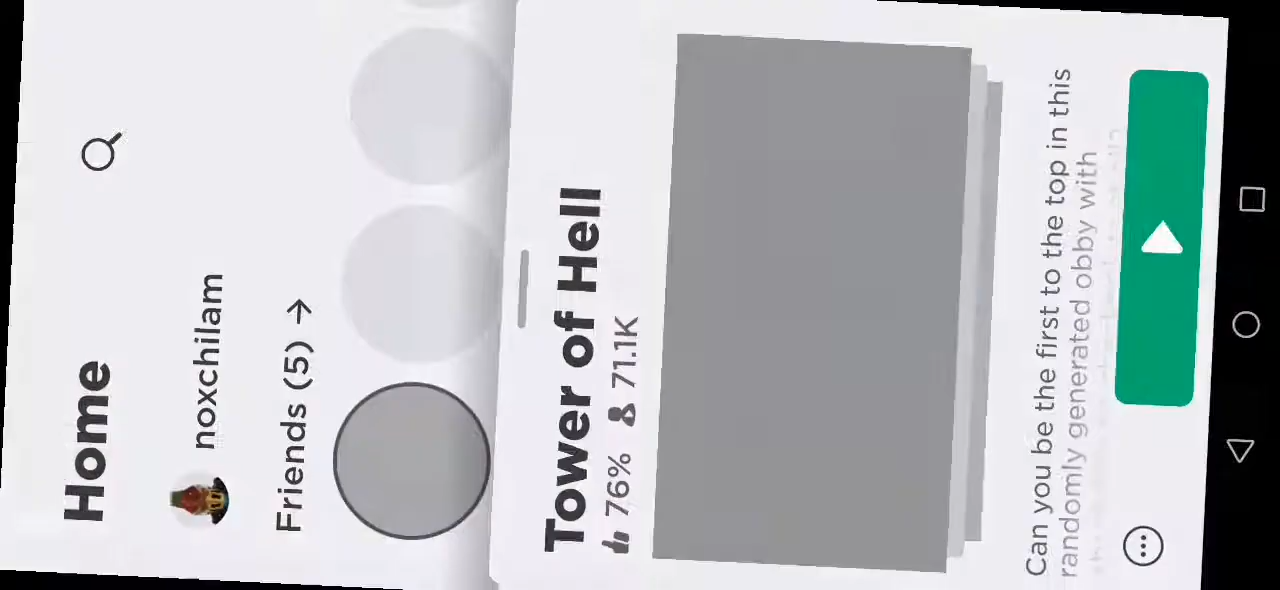 Home
noxchilam
Friends (5) →
Tower of Hell
76% 71.1K
Can you be the first to the top in this
randomly generated obby with